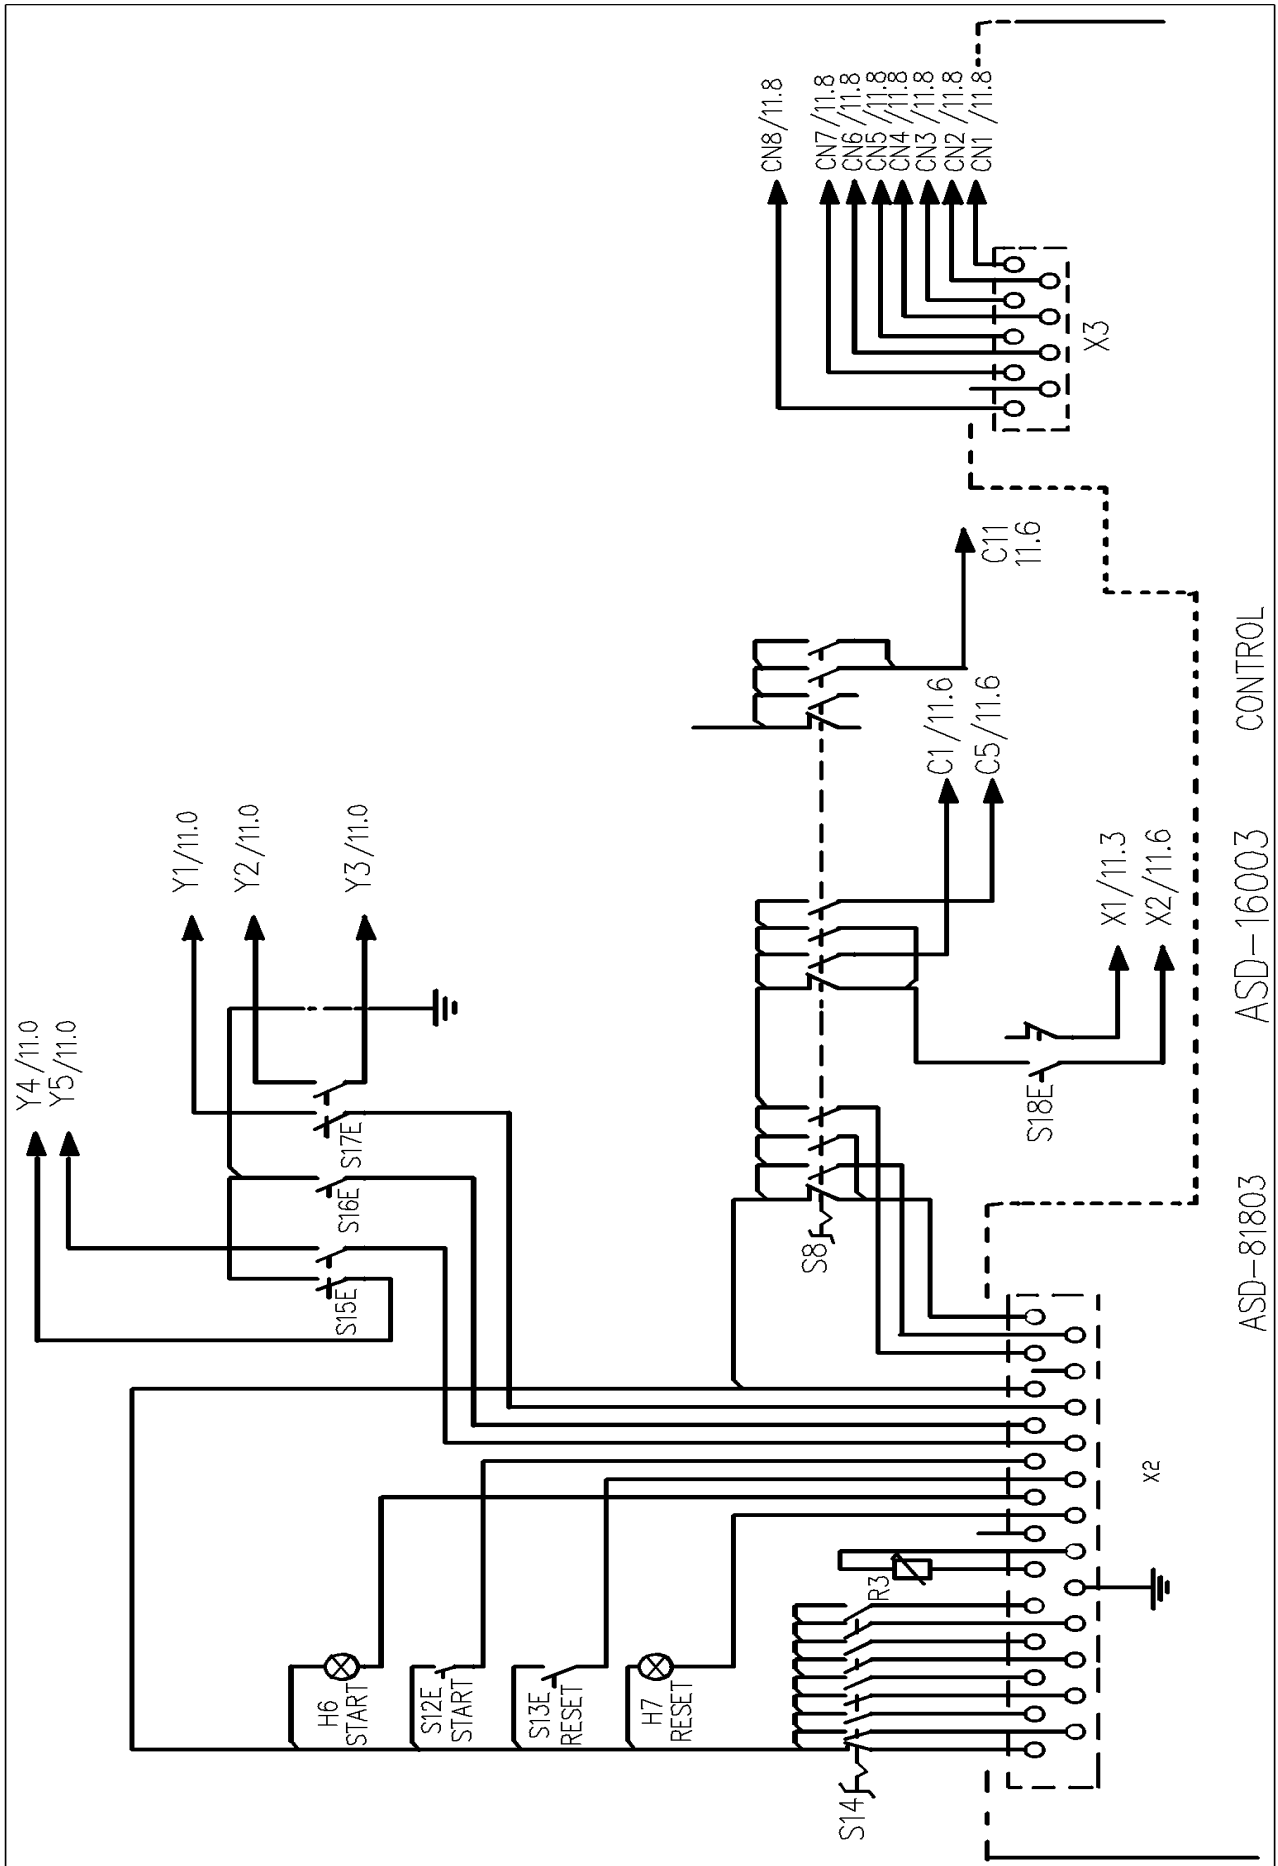 Y4/11.0
Y5/11.0
Y1/11.0
Y2/11.0
Y3/11.0
S15E
S16E
S17E
CN8/11.8
CN7/11.8
CN6/11.8
CN5/11.8
CN4/11.8
CN3/11.8
CN2/11.8
CN1/11.8
H6
START
S12E
START
S13E
RESET
H7
RESET
S14
R3
S8
S18E
C1/11.6
C5/11.6
C11
11.6
X1/11.3
X2/11.6
X2
X3
ASD-81803
ASD-16003
CONTROL